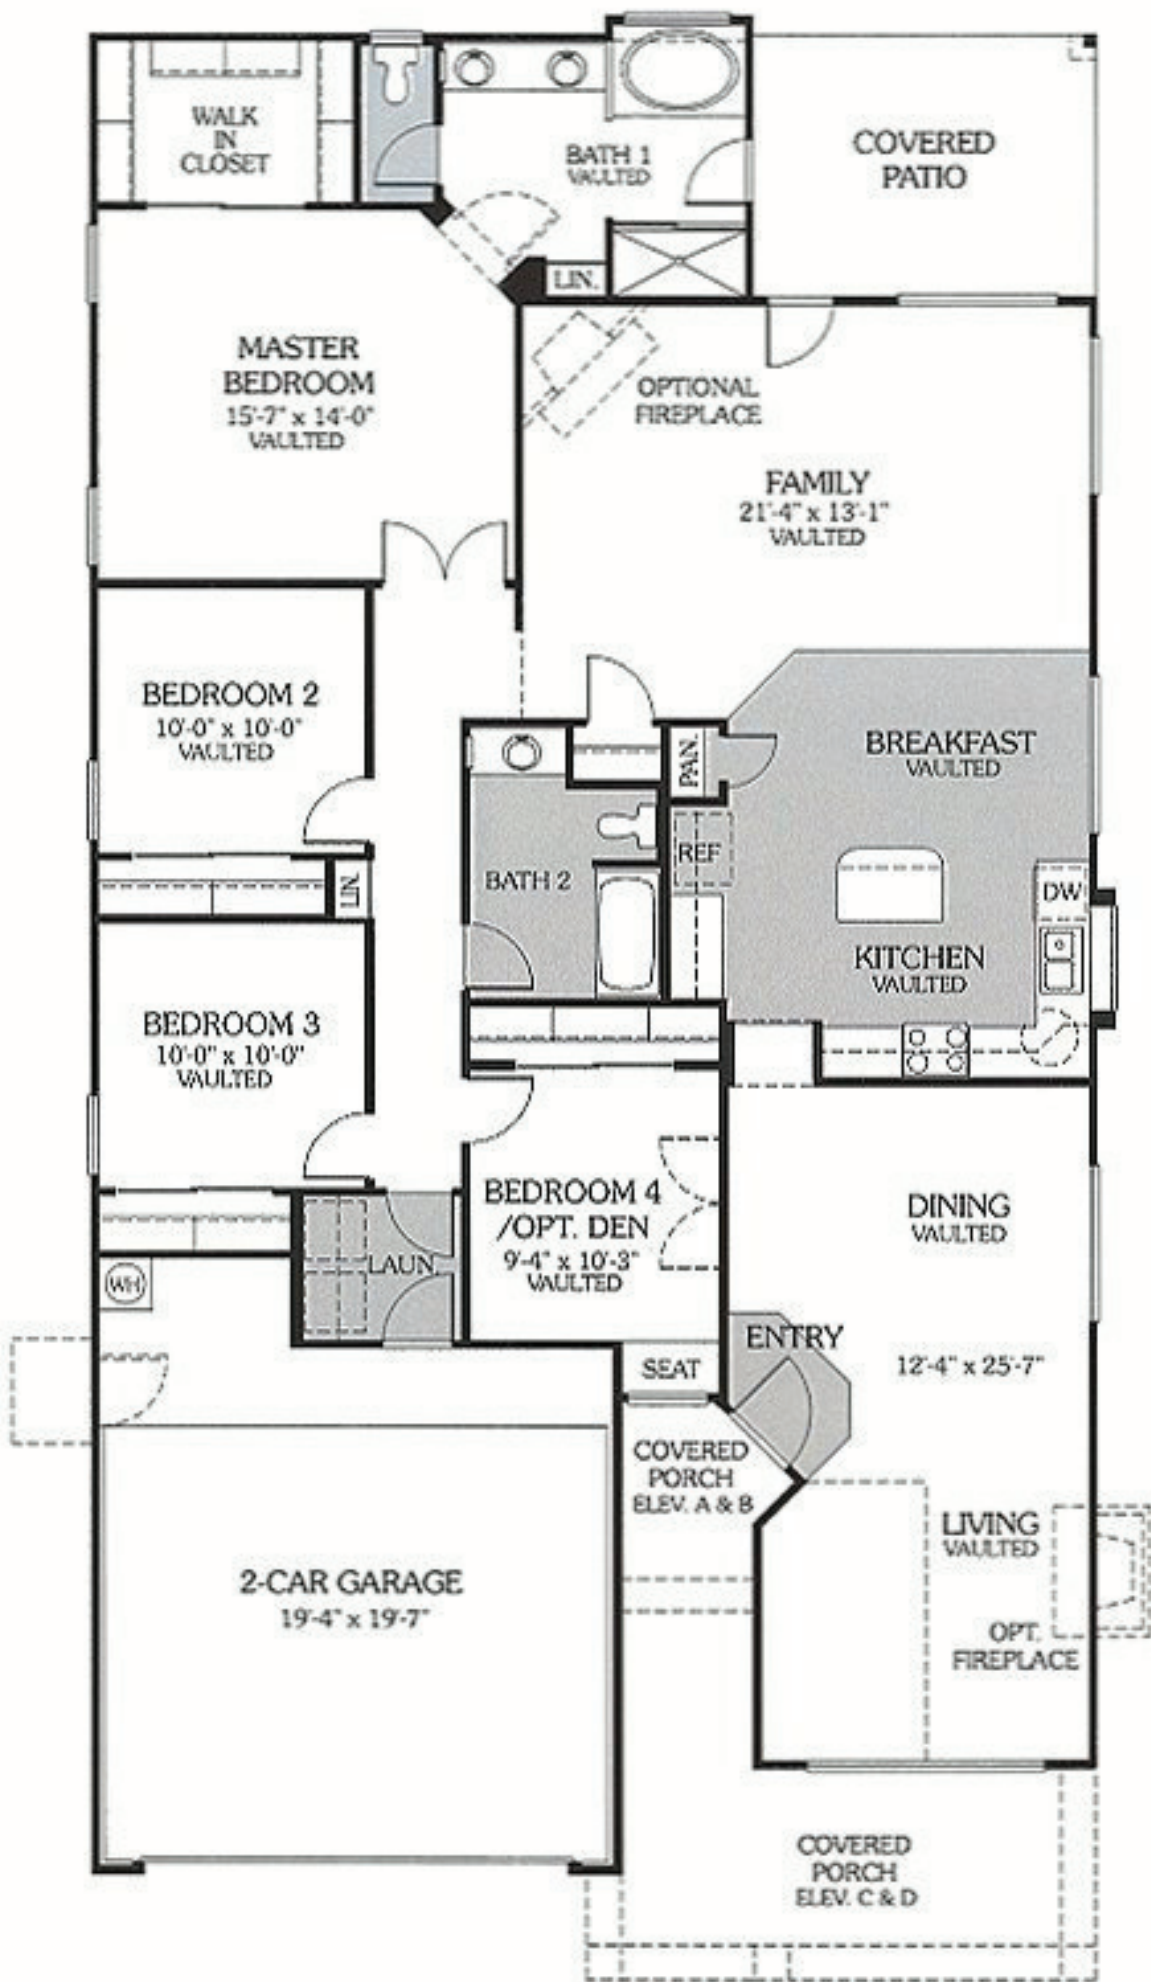 WALK
IN
CLOSET
BATH 1
VAULTED
COVERED
PATIO
LIN.
MASTER
BEDROOM
15'-7" x 14'-0"
VAULTED
OPTIONAL
FIREPLACE
FAMILY
21'-4" x 13'-1"
VAULTED
BEDROOM 2
10'-0" x 10'-0"
VAULTED
PAN.
BREAKFAST
VAULTED
REF
BATH 2
LIN.
DW
KITCHEN
VAULTED
BEDROOM 3
10'-0" x 10'-0"
VAULTED
BEDROOM 4
/OPT. DEN
9'-4" x 10'-3"
VAULTED
DINING
VAULTED
LAUN.
WH
ENTRY
12'-4" x 25'-7"
SEAT
COVERED
PORCH
ELEV. A & B
LIVING
VAULTED
2-CAR GARAGE
19'-4" x 19'-7"
OPT.
FIREPLACE
COVERED
PORCH
ELEV. C & D